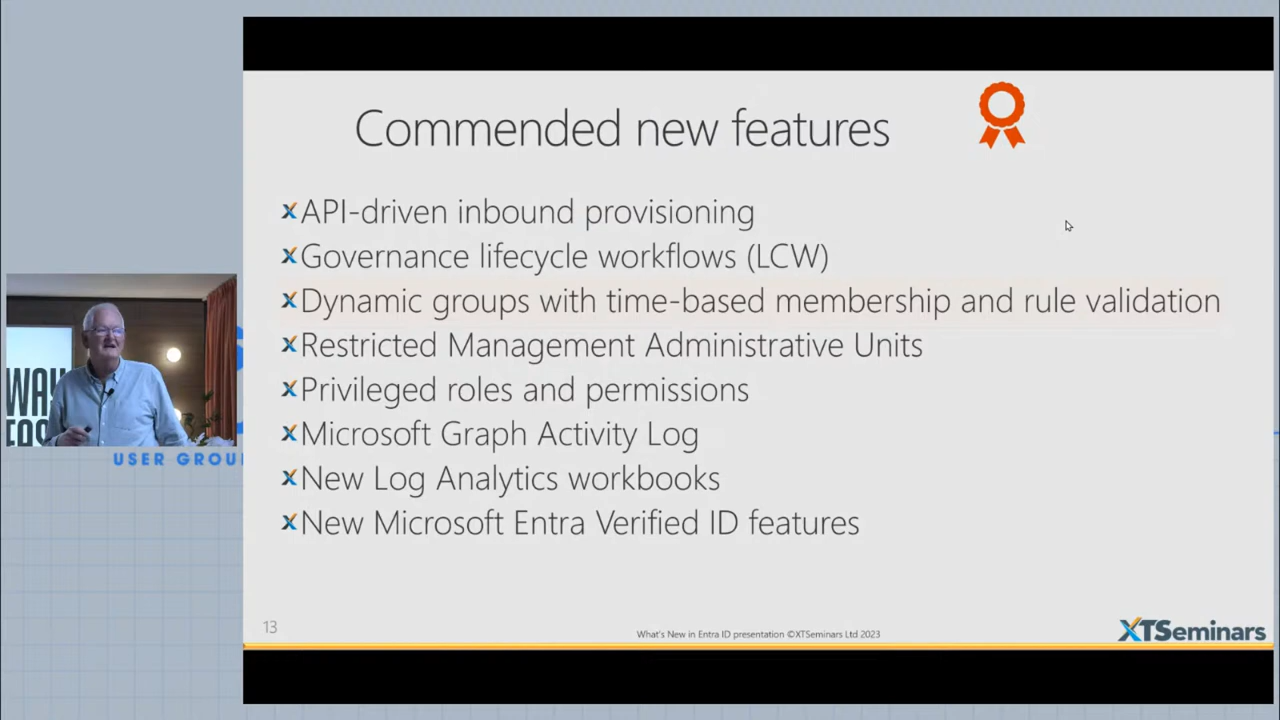 Commended new features
API-driven inbound provisioning
Governance lifecycle workflows (LCW)
Dynamic groups with time-based membership and rule validation
Restricted Management Administrative Units
Privileged roles and permissions
Microsoft Graph Activity Log
New Log Analytics workbooks
New Microsoft Entra Verified ID features
13
What's New in Entra ID presentation ©XTSeminars Ltd 2023
XTSeminars
WAY
USER GROU